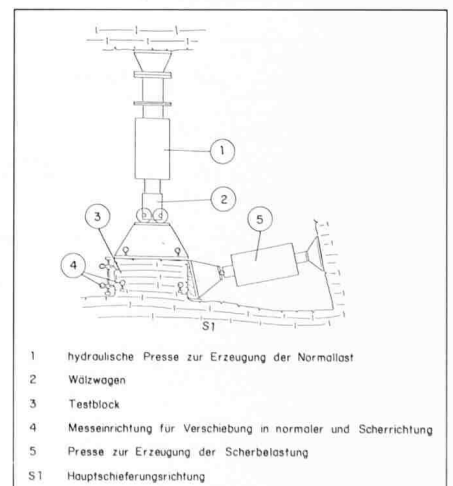 1
2
3
5
4
S1
1 hydraulische Presse zur Erzeugung der Normallast
2 Wälzwagen
3 Testblock
4 Messeinrichtung für Verschiebung in normaler und Scherrichtung
5 Presse zur Erzeugung der Scherbelastung
S1 Hauptschieferungsrichtung